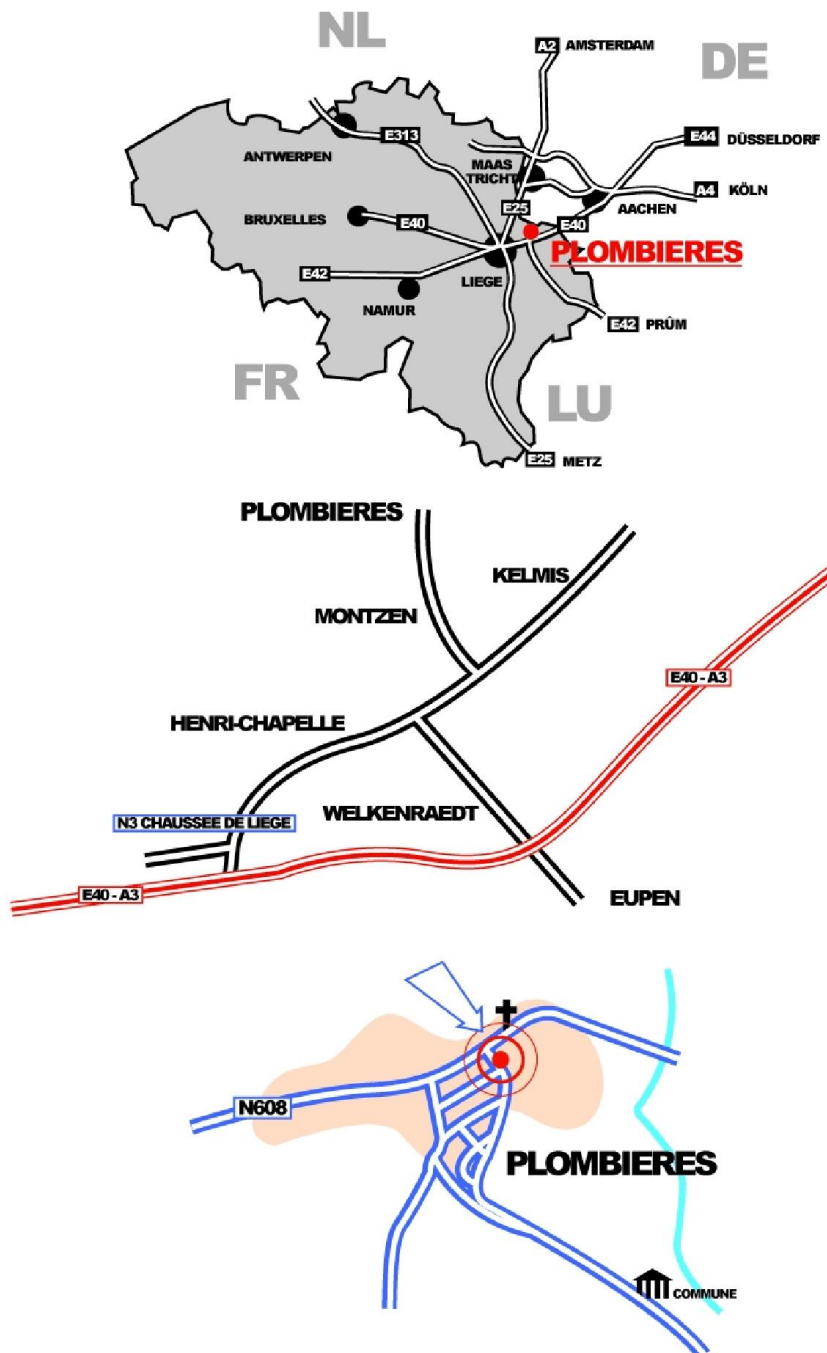 NL
A2 AMSTERDAM
DE
E313
E44
DÜSSELDORF
ANTWERPEN
MAAS
TRICHT
A4
KÖLN
AACHEN
BRUXELLES
E40
E25
E40
PLOMBIERES
E42
LIEGE
NAMUR
E42 PRÛM
FR
LU
E25 METZ
PLOMBIERES
KELMIS
MONTZEN
E40 - A3
HENRI-CHAPELLE
WELKENRAEDT
N3 CHAUSSEE DE LIEGE
E40 - A3
EUPEN
N608
PLOMBIERES
COMMUNE